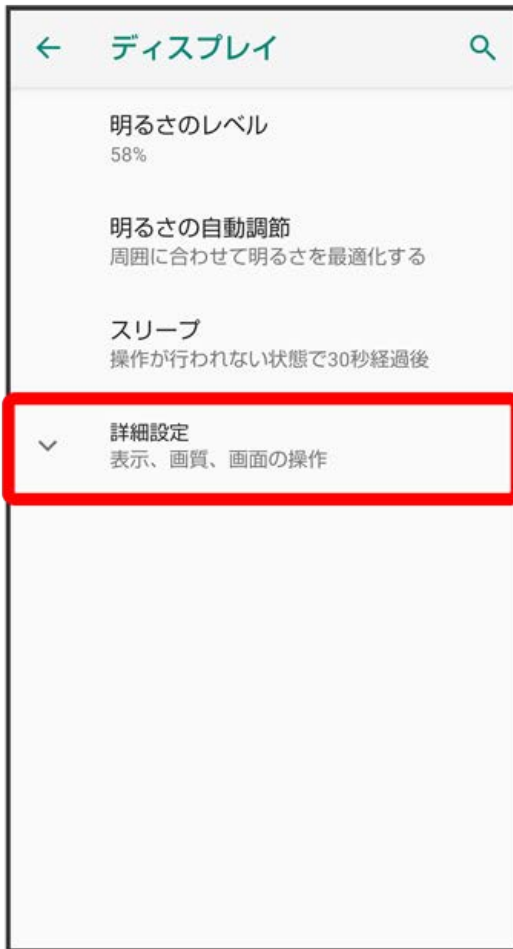 ディスプレイ
明るさのレベル
58%
明るさの自動調節
周囲に合わせて明るさを最適化する
スリープ
操作が行われない状態で30秒経過後
詳細設定
表示、画質、画面の操作